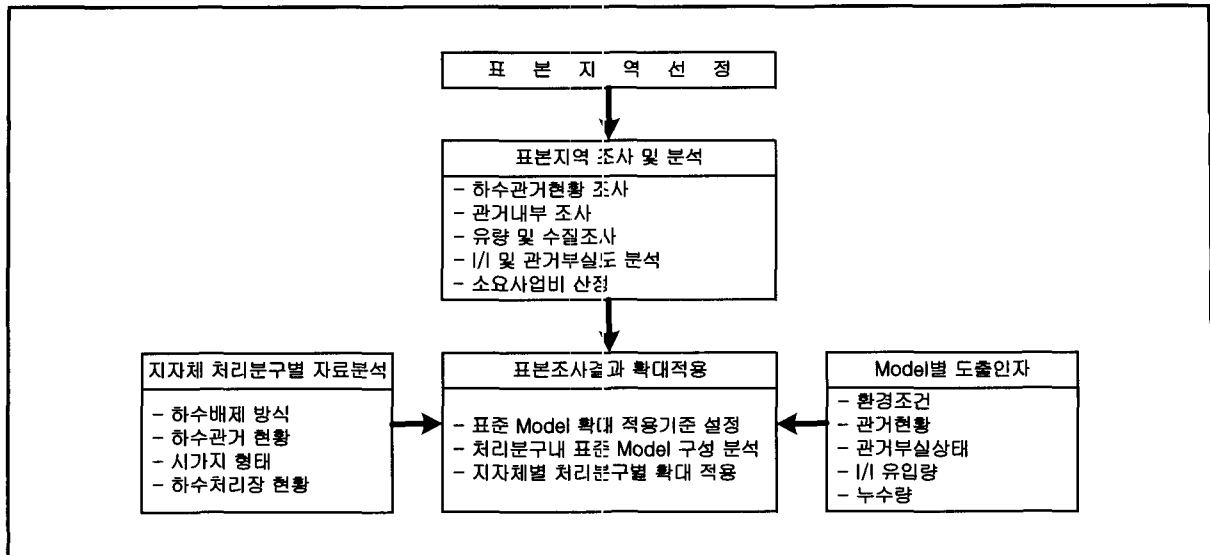 표 본 지 역 선 정
표본지역 조사 및 분석
- 하수관거현황 조사
- 관거내부 조사
- 유량 및 수질조사
- I/I 및 관거부실도 분석
- 소요사업비 산정
지자체 처리분구별 자료분석
- 하수배제 방식
- 하수관거 현황
- 시가지 형태
- 하수처리장 현황
표본조사결과 확대적용
- 표준 Model 확대 적용기준 설정
- 처리분구내 표준 Model 구성 분석
- 지자체별 처리분구별 확대 적용
Model별 도출인자
- 환경조건
- 관거현황
- 관거부실상태
- I/I 유입량
- 누수량